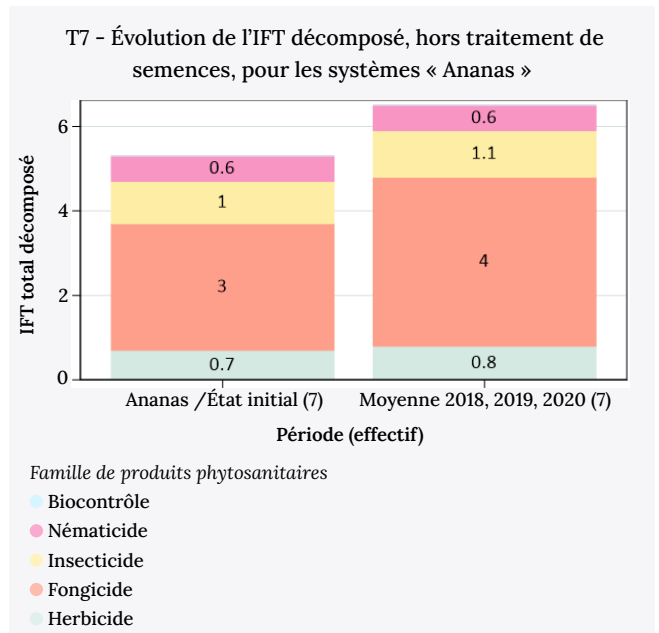 T7 - Évolution de l’IFT décomposé, hors traitement de
semences, pour les systèmes « Ananas »
IFT total décomposé
6
4
2
0
0.6
1
3
0.7
0.6
1.1
4
0.8
Ananas /État initial (7)
Moyenne 2018, 2019, 2020 (7)
Période (effectif)
Famille de produits phytosanitaires
Biocontrôle
Nématicide
Insecticide
Fongicide
Herbicide